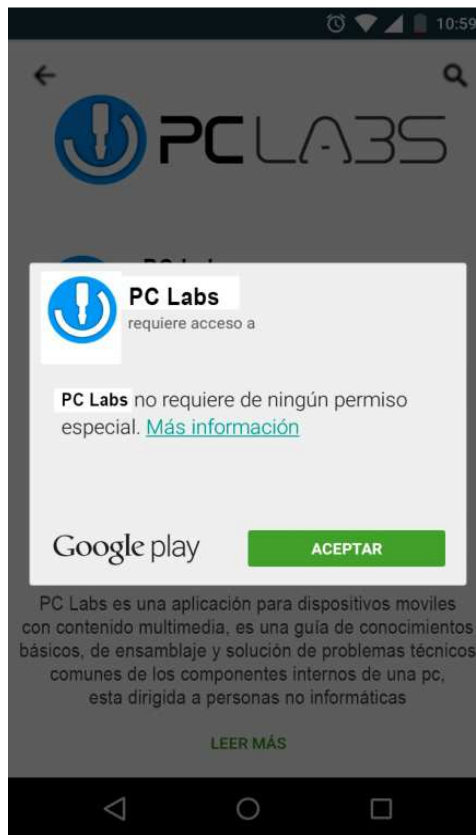 10:59
PC LABS
PC Labs
requiere acceso a
PC Labs no requiere de ningún permiso
especial. Más información
Google play
ACEPTAR
PC Labs es una aplicación para dispositivos moviles
con contenido multimedia, es una guía de conocimientos
básicos, de ensamblaje y solución de problemas técnicos
comunes de los componentes internos de una pc,
esta dirigida a personas no informáticas
LEER MÁS